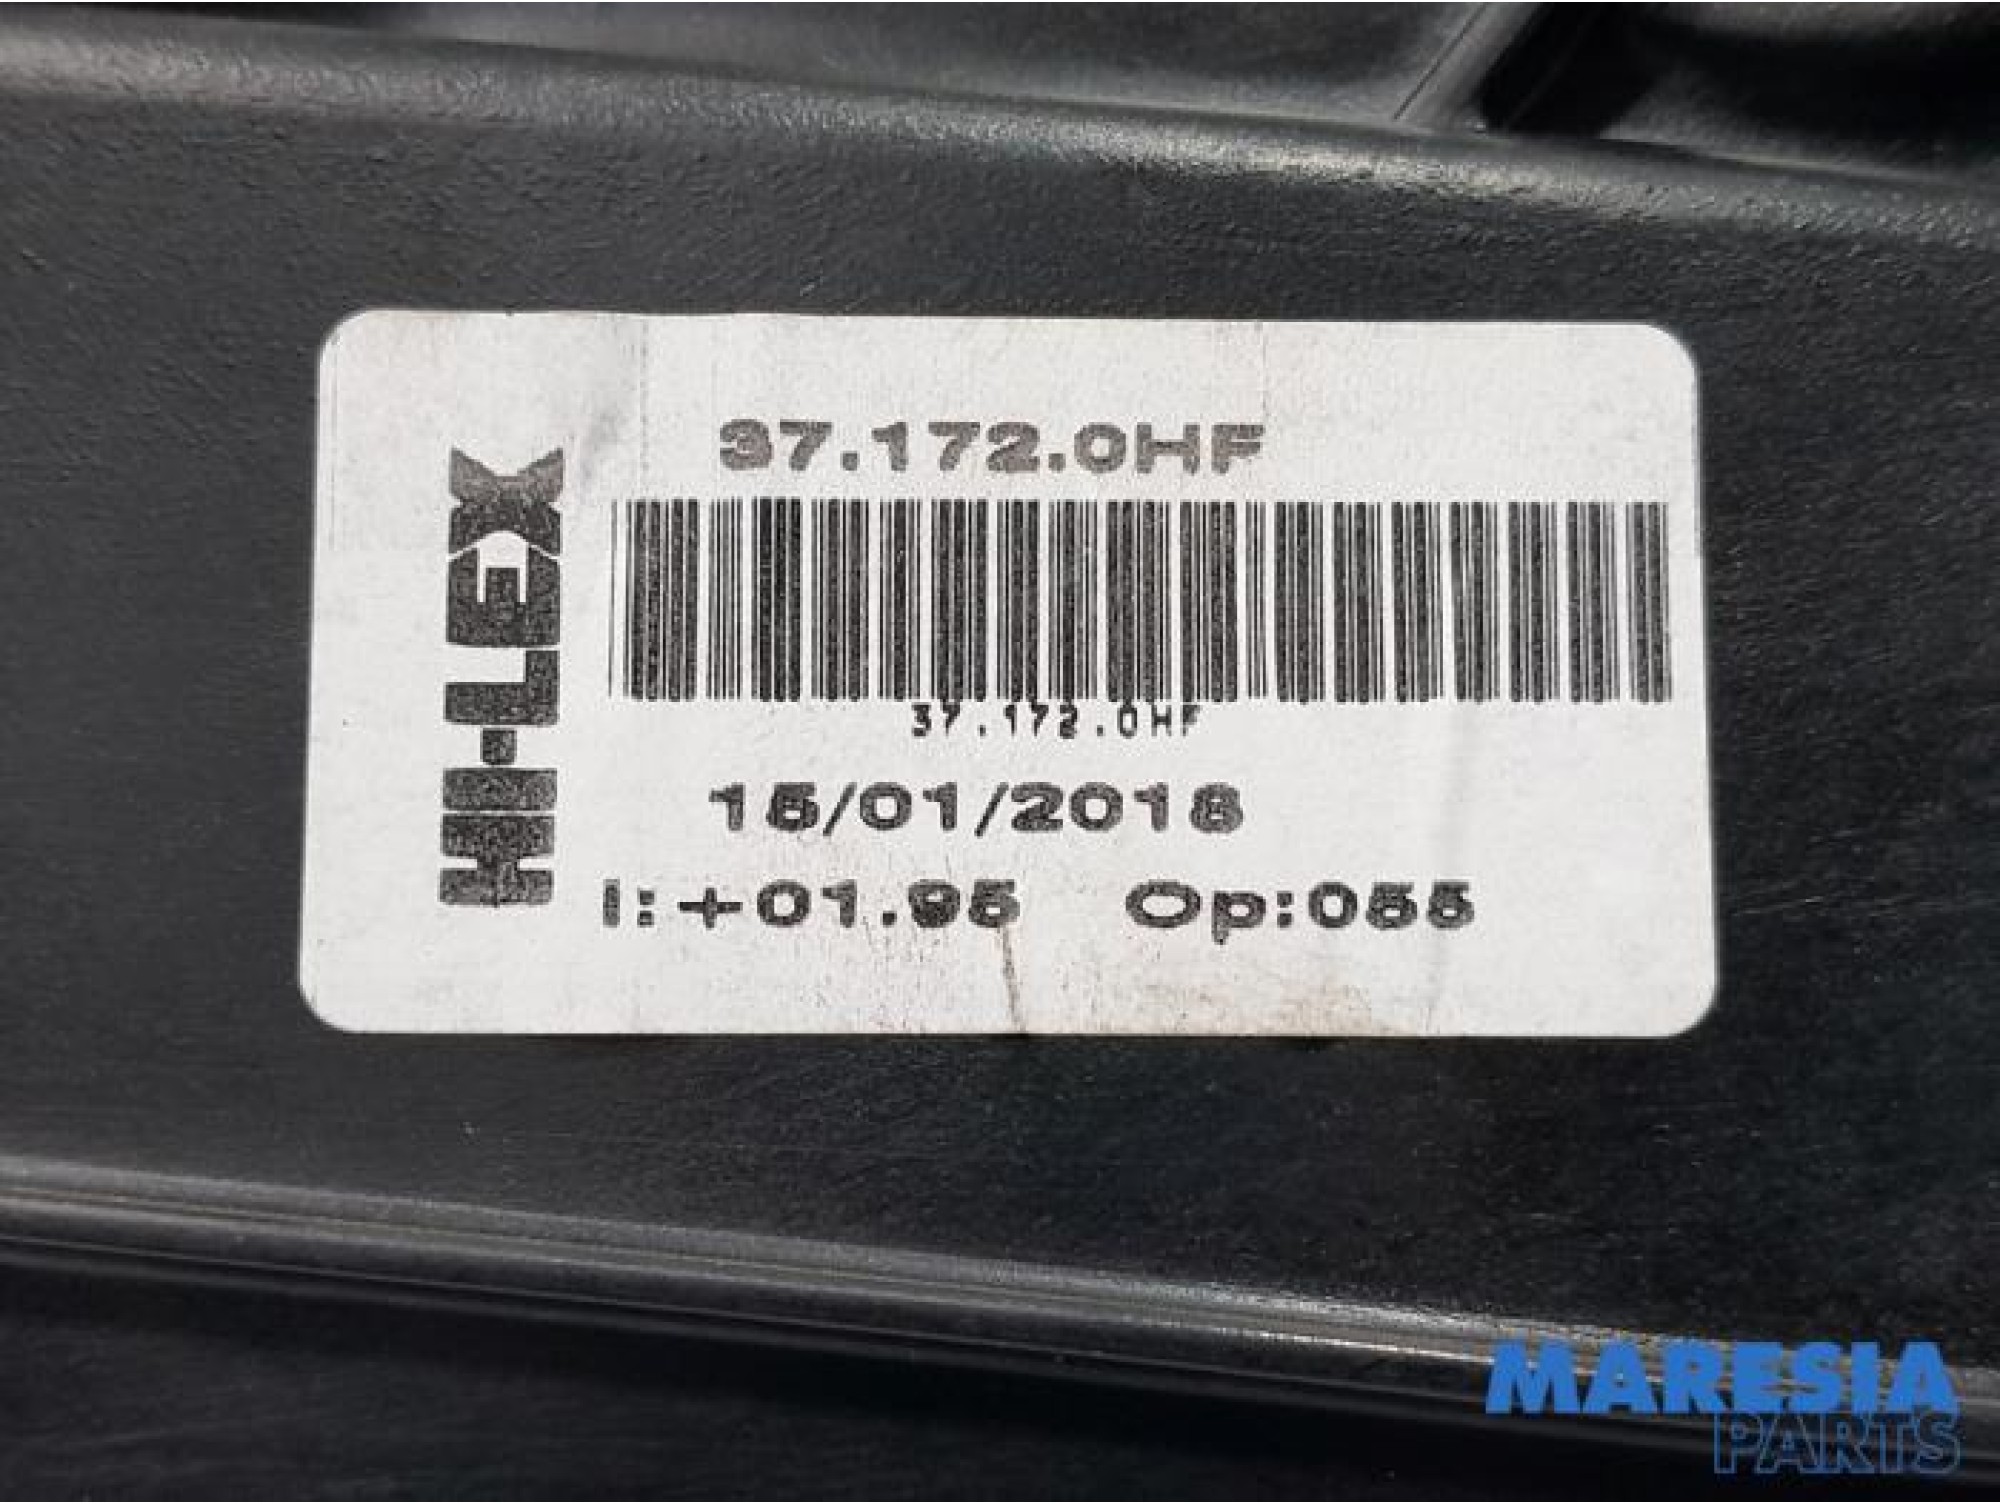 HI-LEX
37.172.0HF
37.172.0HF
15/01/2018
I:+01.95 Op:055
MARESIA
PARTS